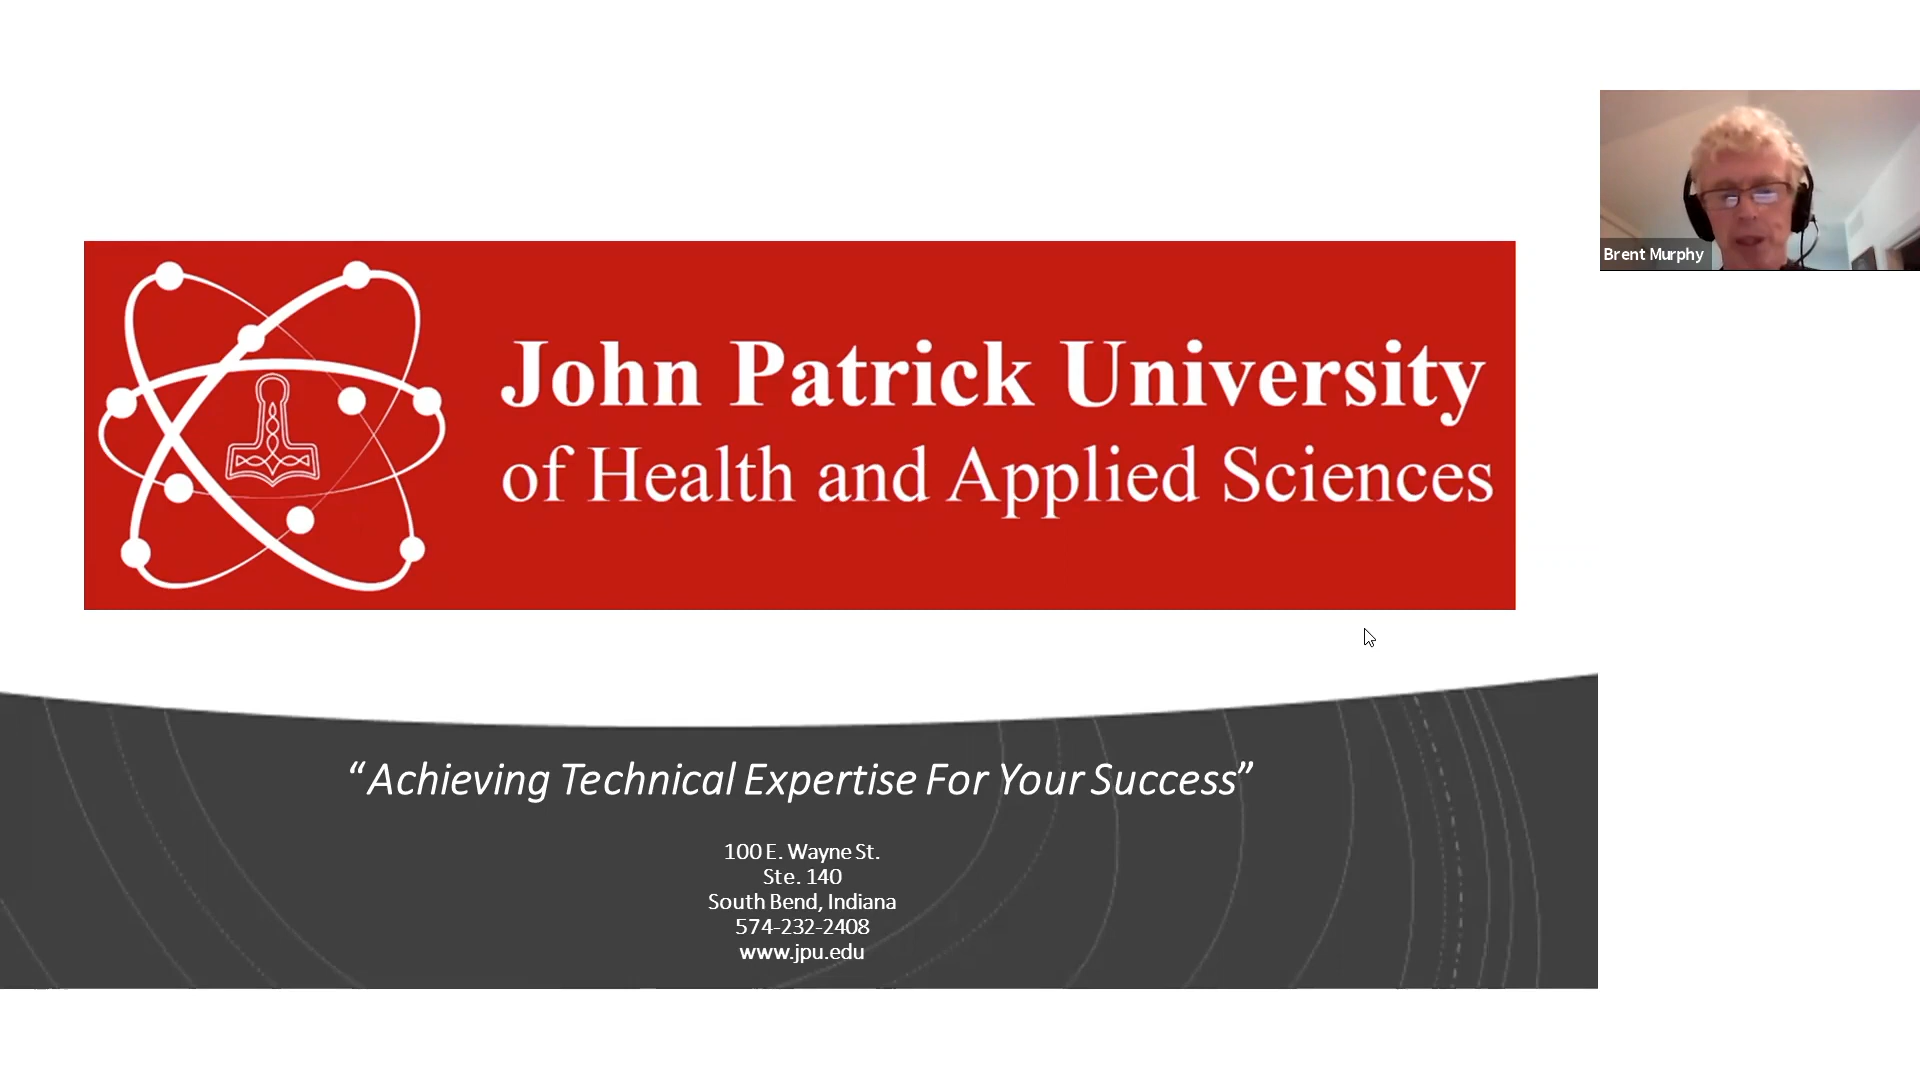 John Patrick University
of Health and Applied Sciences
Brent Murphy
“Achieving Technical Expertise For Your Success”
100 E. Wayne St.
Ste. 140
South Bend, Indiana
574-232-2408
www.jpu.edu